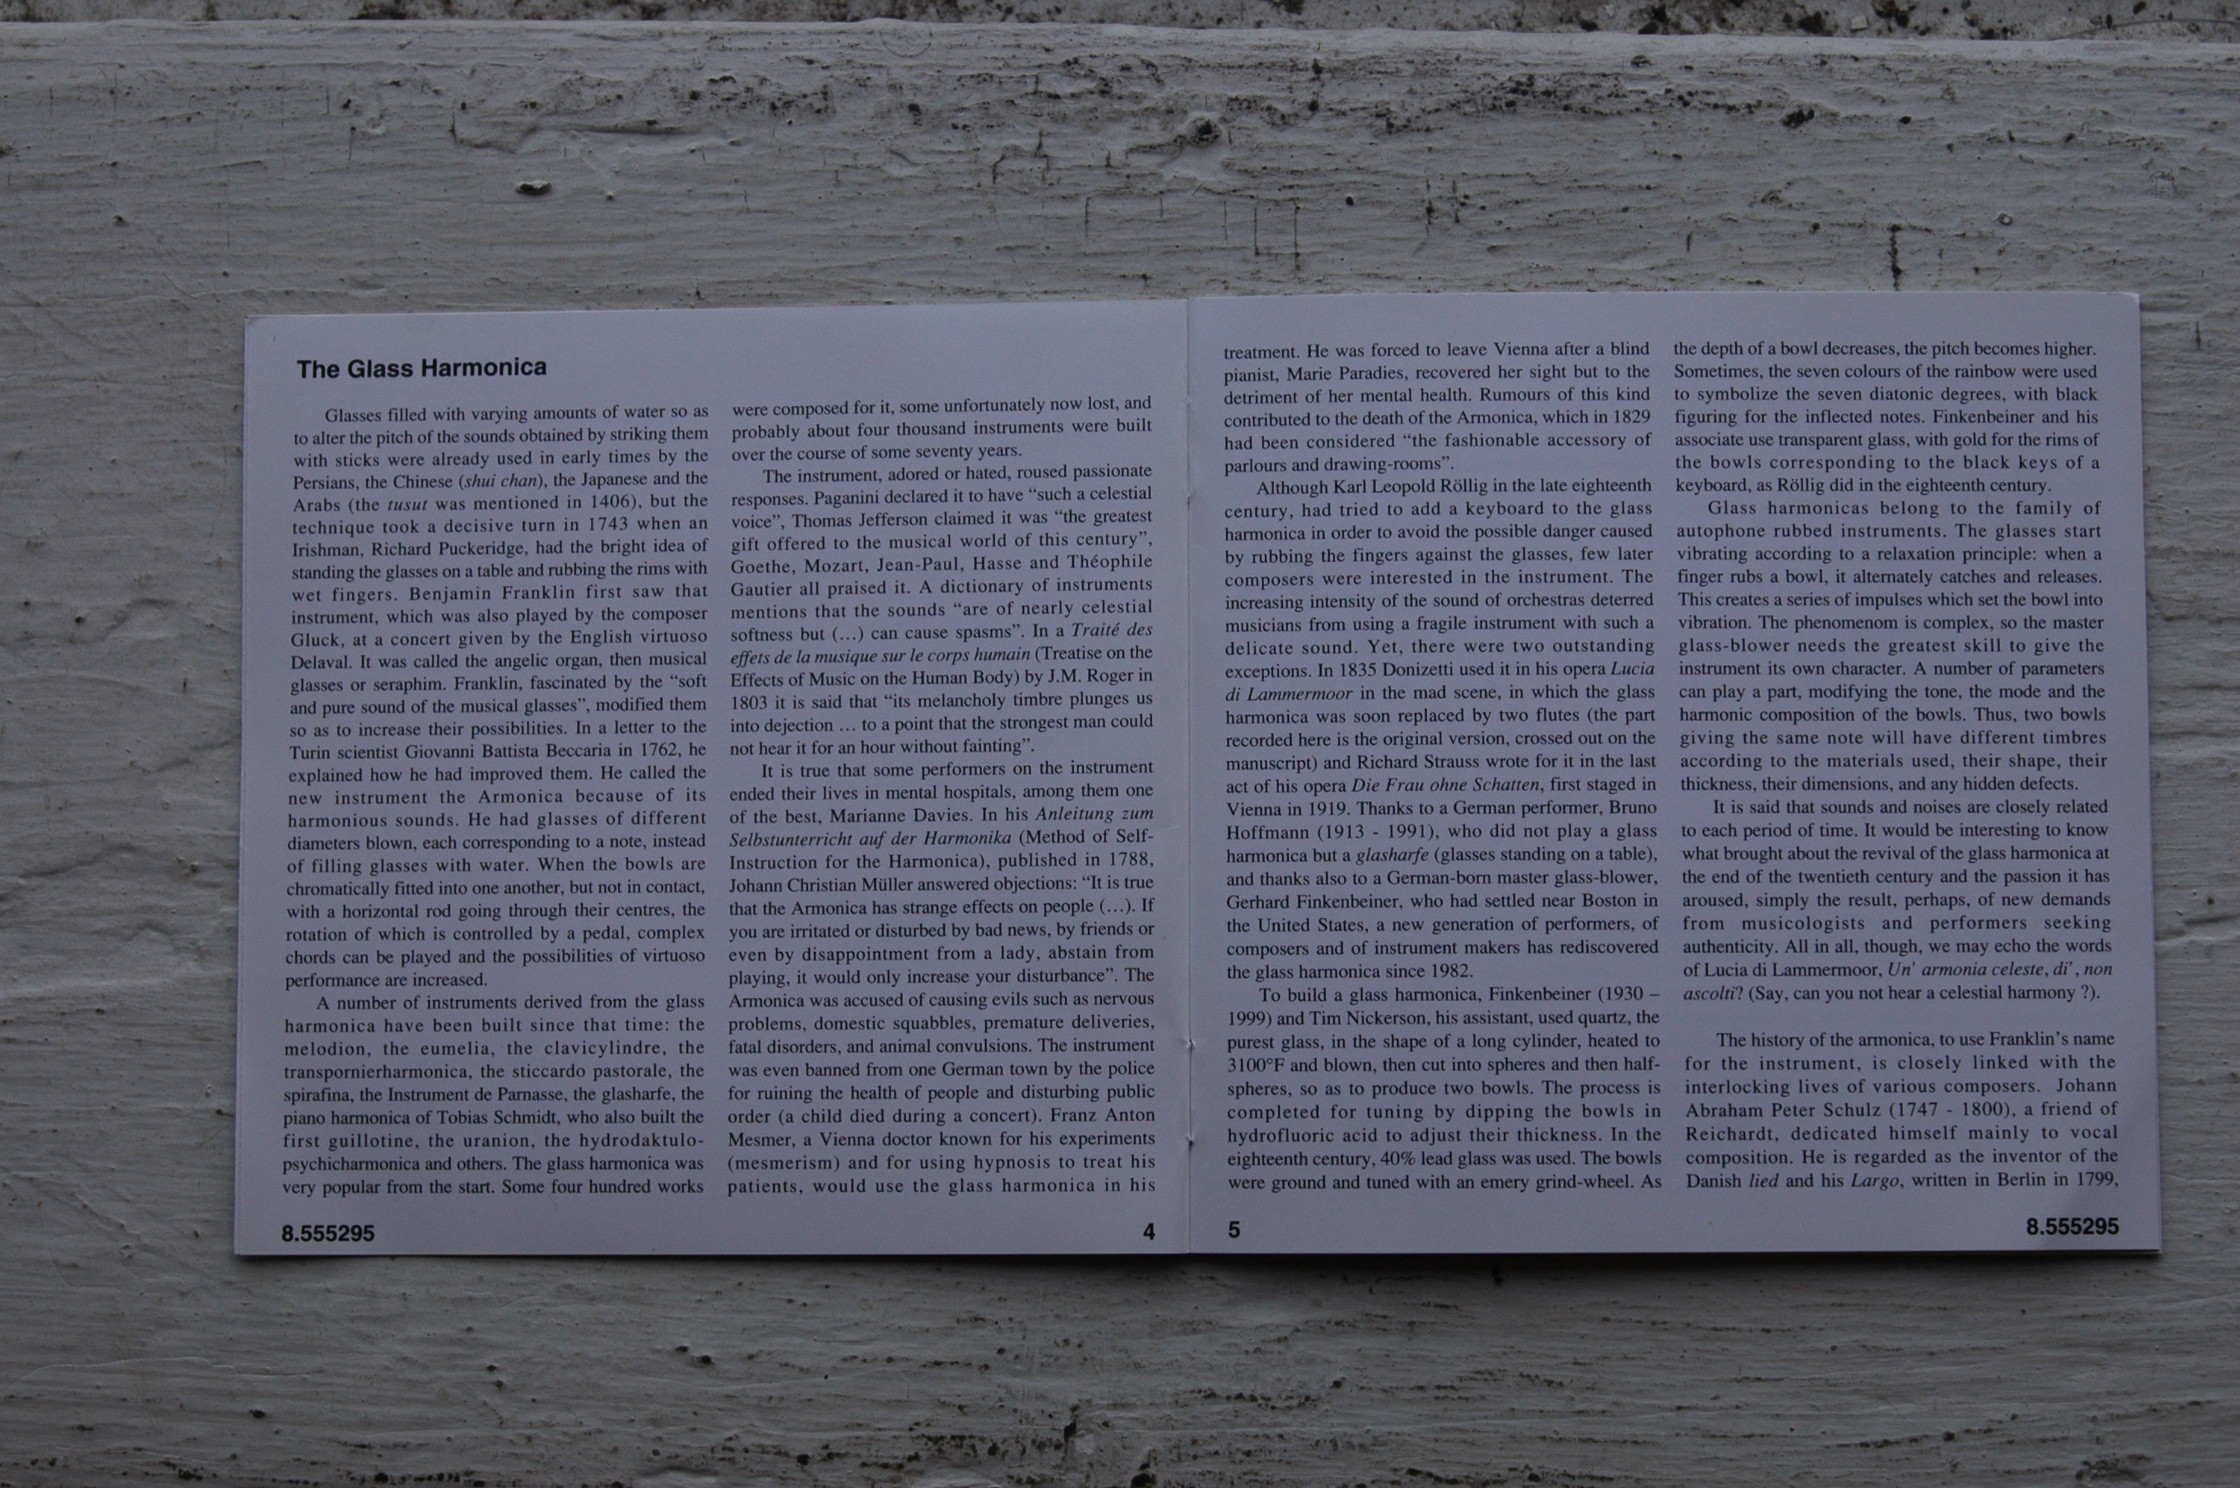 The Glass Harmonica
Glasses filled with varying amounts of water so as
to alter the pitch of the sounds obtained by striking them
with sticks were already used in early times by the
Persians, the Chinese (shui chan), the Japanese and the
Arabs (the tusut was mentioned in 1406), but the
technique took a decisive turn in 1743 when an
Irishman, Richard Puckeridge, had the bright idea of
standing the glasses on a table and rubbing the rims with
wet fingers. Benjamin Franklin first saw that
instrument, which was also played by the composer
Gluck, at a concert given by the English virtuoso
Delaval. It was called the angelic organ, then musical
glasses or seraphim. Franklin, fascinated by the “soft
and pure sound of the musical glasses”, modified them
so as to increase their possibilities. In a letter to the
Turin scientist Giovanni Battista Beccaria in 1762, he
explained how he had improved them. He called the
new instrument the Armonica because of its
harmonious sounds. He had glasses of different
diameters blown, each corresponding to a note, instead
of filling glasses with water. When the bowls are
chromatically fitted into one another, but not in contact,
with a horizontal rod going through their centres, the
rotation of which is controlled by a pedal, complex
chords can be played and the possibilities of virtuoso
performance are increased.
A number of instruments derived from the glass
harmonica have been built since that time: the
melodion, the eumelia, the clavicylindre, the
transpornierharmonica, the sticcardo pastorale, the
spirafina, the Instrument de Parnasse, the glasharfe, the
piano harmonica of Tobias Schmidt, who also built the
first guillotine, the uranion, the hydrodaktulo-
psychicharmonica and others. The glass harmonica was
very popular from the start. Some four hundred works
were composed for it, some unfortunately now lost, and
probably about four thousand instruments were built
over the course of some seventy years.
The instrument, adored or hated, roused passionate
responses. Paganini declared it to have “such a celestial
voice”, Thomas Jefferson claimed it was “the greatest
gift offered to the musical world of this century”,
Goethe, Mozart, Jean-Paul, Hasse and Théophile
Gautier all praised it. A dictionary of instruments
mentions that the sounds “are of nearly celestial
softness but (…) can cause spasms”. In a Traité des
effets de la musique sur le corps humain (Treatise on the
Effects of Music on the Human Body) by J.M. Roger in
1803 it is said that “its melancholy timbre plunges us
into dejection … to a point that the strongest man could
not hear it for an hour without fainting”.
It is true that some performers on the instrument
ended their lives in mental hospitals, among them one
of the best, Marianne Davies. In his Anleitung zum
Selbstunterricht auf der Harmonika (Method of Self-
Instruction for the Harmonica), published in 1788,
Johann Christian Müller answered objections: “It is true
that the Armonica has strange effects on people (…). If
you are irritated or disturbed by bad news, by friends or
even by disappointment from a lady, abstain from
playing, it would only increase your disturbance”. The
Armonica was accused of causing evils such as nervous
problems, domestic squabbles, premature deliveries,
fatal disorders, and animal convulsions. The instrument
was even banned from one German town by the police
for ruining the health of people and disturbing public
order (a child died during a concert). Franz Anton
Mesmer, a Vienna doctor known for his experiments
(mesmerism) and for using hypnosis to treat his
patients, would use the glass harmonica in his
8.555295
4
treatment. He was forced to leave Vienna after a blind
pianist, Marie Paradies, recovered her sight but to the
detriment of her mental health. Rumours of this kind
contributed to the death of the Armonica, which in 1829
had been considered “the fashionable accessory of
parlours and drawing-rooms”.
Although Karl Leopold Röllig in the late eighteenth
century, had tried to add a keyboard to the glass
harmonica in order to avoid the possible danger caused
by rubbing the fingers against the glasses, few later
composers were interested in the instrument. The
increasing intensity of the sound of orchestras deterred
musicians from using a fragile instrument with such a
delicate sound. Yet, there were two outstanding
exceptions. In 1835 Donizetti used it in his opera Lucia
di Lammermoor in the mad scene, in which the glass
harmonica was soon replaced by two flutes (the part
recorded here is the original version, crossed out on the
manuscript) and Richard Strauss wrote for it in the last
act of his opera Die Frau ohne Schatten, first staged in
Vienna in 1919. Thanks to a German performer, Bruno
Hoffmann (1913 - 1991), who did not play a glass
harmonica but a glasharfe (glasses standing on a table),
and thanks also to a German-born master glass-blower,
Gerhard Finkenbeiner, who had settled near Boston in
the United States, a new generation of performers, of
composers and of instrument makers has rediscovered
the glass harmonica since 1982.
To build a glass harmonica, Finkenbeiner (1930 –
1999) and Tim Nickerson, his assistant, used quartz, the
purest glass, in the shape of a long cylinder, heated to
3100°F and blown, then cut into spheres and then half-
spheres, so as to produce two bowls. The process is
completed for tuning by dipping the bowls in
hydrofluoric acid to adjust their thickness. In the
eighteenth century, 40% lead glass was used. The bowls
were ground and tuned with an emery grind-wheel. As
the depth of a bowl decreases, the pitch becomes higher.
Sometimes, the seven colours of the rainbow were used
to symbolize the seven diatonic degrees, with black
figuring for the inflected notes. Finkenbeiner and his
associate use transparent glass, with gold for the rims of
the bowls corresponding to the black keys of a
keyboard, as Röllig did in the eighteenth century.
Glass harmonicas belong to the family of
autophone rubbed instruments. The glasses start
vibrating according to a relaxation principle: when a
finger rubs a bowl, it alternately catches and releases.
This creates a series of impulses which set the bowl into
vibration. The phenomenom is complex, so the master
glass-blower needs the greatest skill to give the
instrument its own character. A number of parameters
can play a part, modifying the tone, the mode and the
harmonic composition of the bowls. Thus, two bowls
giving the same note will have different timbres
according to the materials used, their shape, their
thickness, their dimensions, and any hidden defects.
It is said that sounds and noises are closely related
to each period of time. It would be interesting to know
what brought about the revival of the glass harmonica at
the end of the twentieth century and the passion it has
aroused, simply the result, perhaps, of new demands
from musicologists and performers seeking
authenticity. All in all, though, we may echo the words
of Lucia di Lammermoor, Un’ armonia celeste, di’, non
ascolti? (Say, can you not hear a celestial harmony ?).
The history of the armonica, to use Franklin’s name
for the instrument, is closely linked with the
interlocking lives of various composers. Johann
Abraham Peter Schulz (1747 - 1800), a friend of
Reichardt, dedicated himself mainly to vocal
composition. He is regarded as the inventor of the
Danish lied and his Largo, written in Berlin in 1799,
5
8.555295